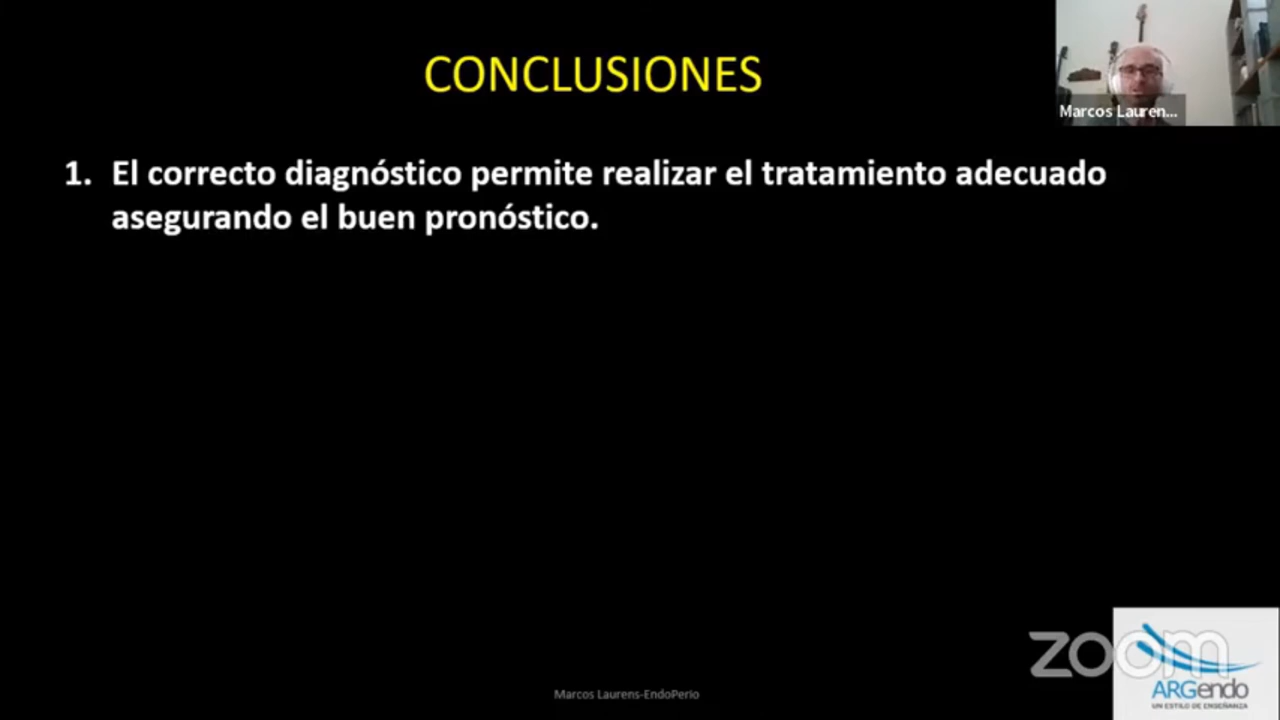 CONCLUSIONES
Marcos Lauren...
1. El correcto diagnóstico permite realizar el tratamiento adecuado
asegurando el buen pronóstico.
zoom
ARGendo
UN ESTILO DE ENSEÑANZA
Marcos Laurens-EndoPerio